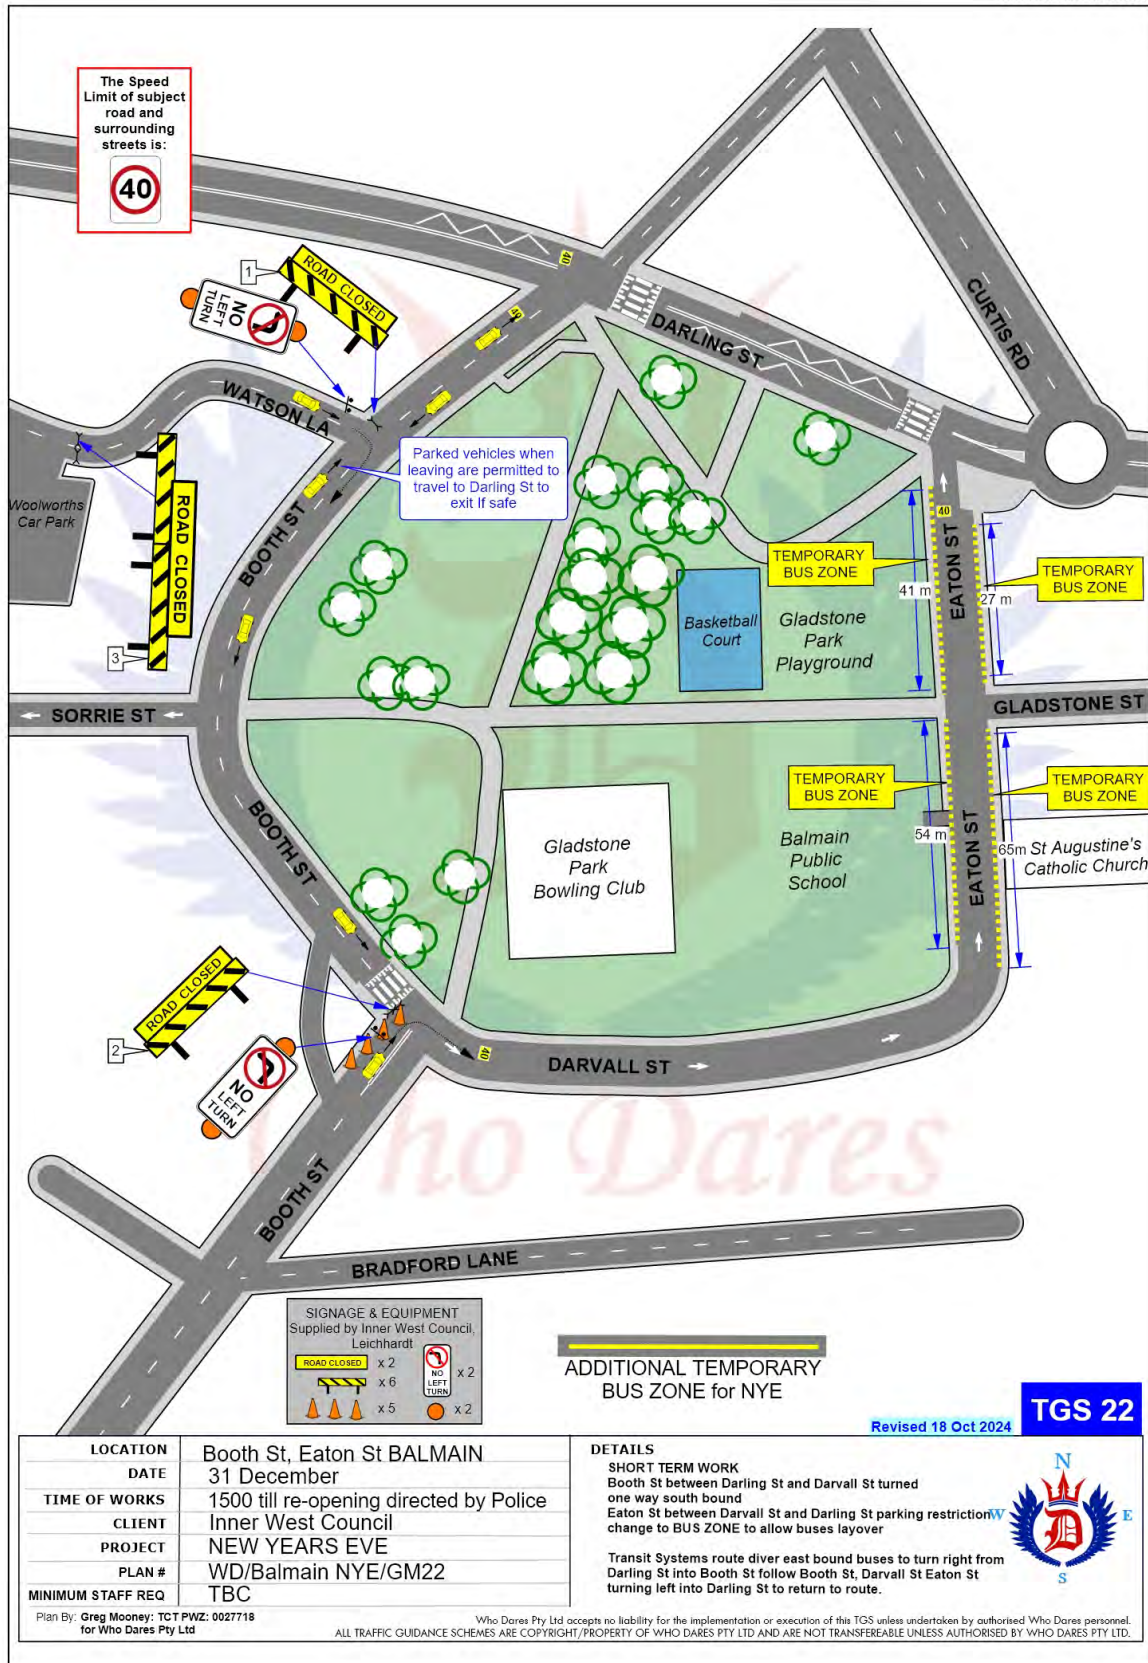 The Speed
Limit of subject
road and
surrounding
streets is:
40
1
ROAD CLOSED
NO
LEFT
TURN
40
40
DARLING ST
CURTIS RD
WATSON LA
Parked vehicles when
leaving are permitted to
travel to Darling St to
exit If safe
Woolworths
Car Park
ROAD CLOSED
3
BOOTH ST
TEMPORARY
BUS ZONE
41 m
40
EATON ST
27 m
TEMPORARY
BUS ZONE
Basketball
Court
Gladstone
Park
Playground
SORRIE ST
GLADSTONE ST
BOOTH ST
TEMPORARY
BUS ZONE
54 m
EATON ST
TEMPORARY
BUS ZONE
65m
St Augustine's
Catholic Church
Gladstone
Park
Bowling Club
Balmain
Public
School
ROAD CLOSED
2
NO
LEFT
TURN
40
DARVALL ST
Who Dares
BOOTH ST
BRADFORD LANE
SIGNAGE & EQUIPMENT
Supplied by Inner West Council,
Leichhardt
ROAD CLOSED x 2
x 6
NO
LEFT
TURN
x 2
x 5
x 2
ADDITIONAL TEMPORARY
BUS ZONE for NYE
Revised 18 Oct 2024
TGS 22
LOCATION Booth St, Eaton St BALMAIN
DATE 31 December
TIME OF WORKS 1500 till re-opening directed by Police
CLIENT Inner West Council
PROJECT NEW YEARS EVE
PLAN # WD/Balmain NYE/GM22
MINIMUM STAFF REQ TBC
DETAILS
SHORT TERM WORK
Booth St between Darling St and Darvall St turned
one way south bound
Eaton St between Darvall St and Darling St parking restriction
change to BUS ZONE to allow buses layover
Transit Systems route diver east bound buses to turn right from
Darling St into Booth St follow Booth St, Darvall St Eaton St
turning left into Darling St to return to route.
N
W
E
S
D
Plan By: Greg Mooney: TCT PWZ: 0027718
for Who Dares Pty Ltd
Who Dares Pty Ltd accepts no liability for the implementation or execution of this TGS unless undertaken by authorised Who Dares personnel.
ALL TRAFFIC GUIDANCE SCHEMES ARE COPYRIGHT/PROPERTY OF WHO DARES PTY LTD AND ARE NOT TRANSFEREABLE UNLESS AUTHORISED BY WHO DARES PTY LTD.